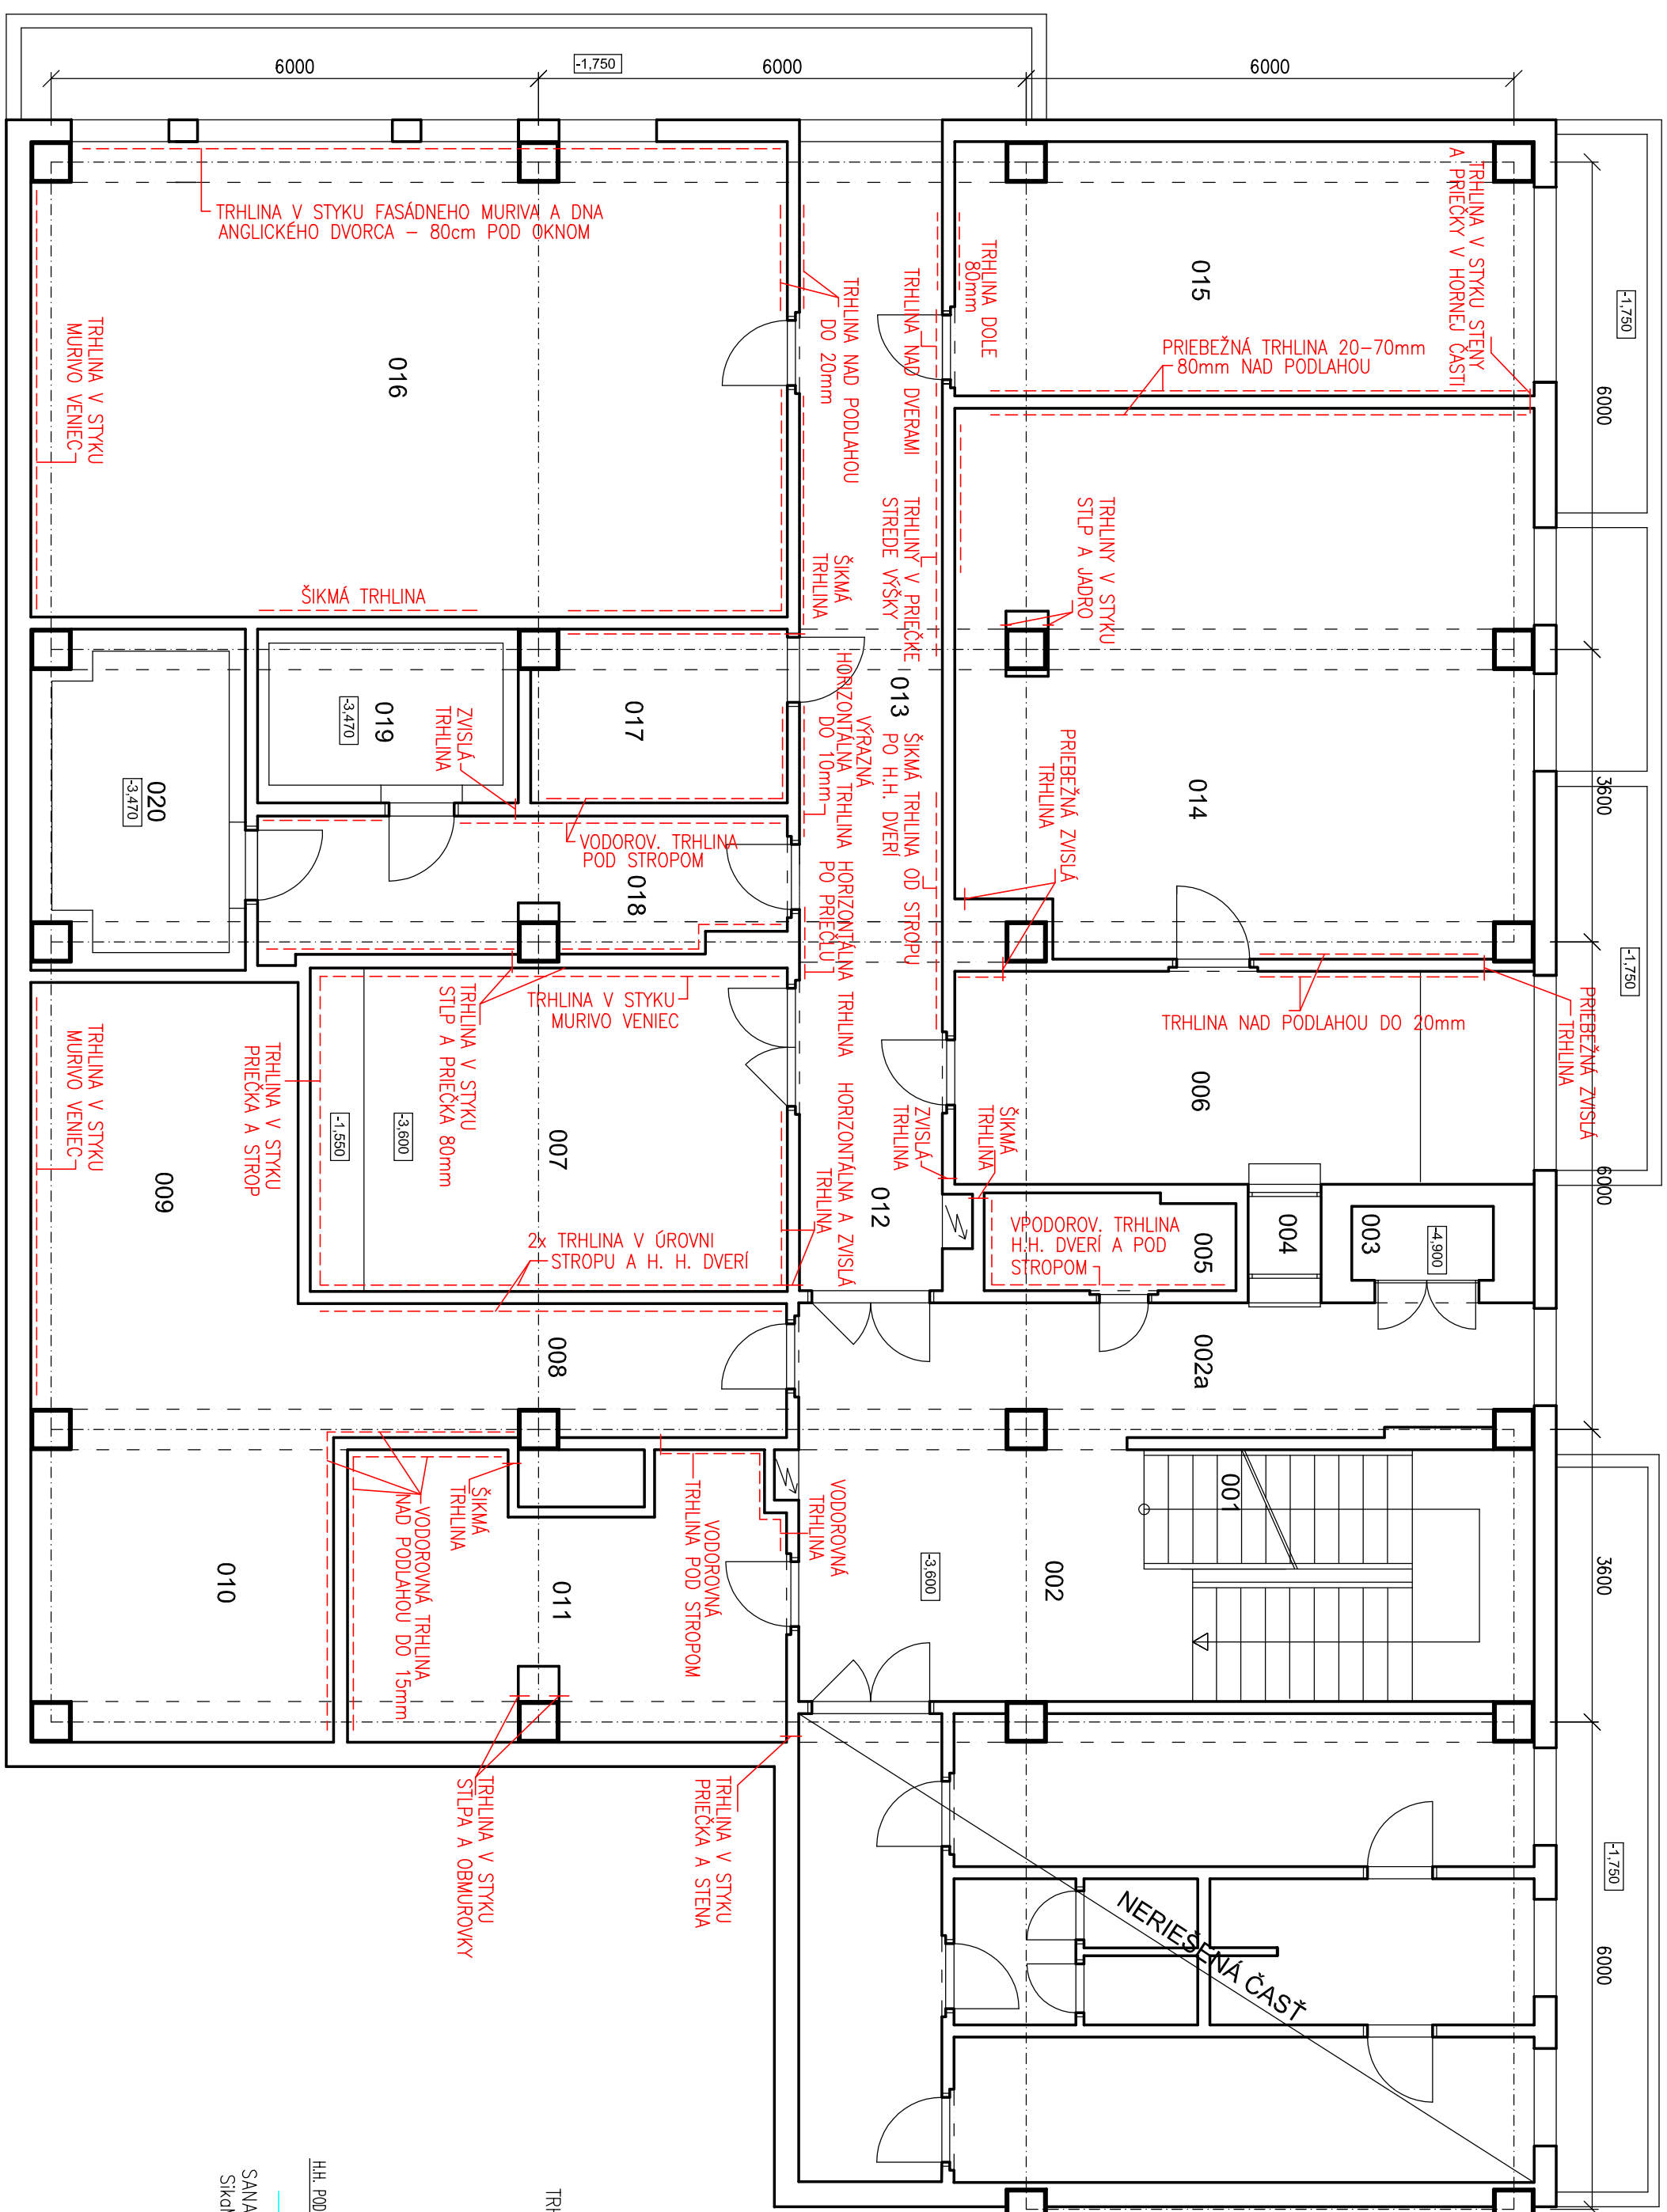 6000
-1,750
6000
6000
-1,750
6000
3600
-1,750
6000
3600
-1,750
6000
TRHLINA V STYKU STENY
A PRIEČKY V HORNEJ ČASTI
015
PRIEBEŽNÁ TRHLINA 20-70mm
80mm NAD PODLAHOU
TRHLINA DOLE
80mm
TRHLINA NAD DVERAMI
TRHLINA NAD PODLAHOU
DO 20mm
TRHLINA V STYKU FASÁDNEHO MURIVA A DNA
ANGLICKÉHO DVORCA - 80cm POD OKNOM
016
TRHLINA V STYKU
MURIVO VENIEC
ŠIKMÁ TRHLINA
ŠIKMÁ
TRHLINA
TRHLINY V PRIEČKE
STREDE VÝŠKY
TRHLINY V STYKU
STLP A JADRO
014
PRIEBEŽNÁ ZVISLÁ
TRHLINA
013
ŠIKMÁ TRHLINA OD STROPU
PO H.H. DVERÍ
VÝRAZNÁ
HORIZONTÁLNA TRHLINA
DO 10mm
HORIZONTÁLNA TRHLINA
PO PRIECLU
HORIZONTÁLNA A ZVISLÁ
TRHLINA
017
019
-3,470
ZVISLÁ
TRHLINA
020
-3,470
VODOROV. TRHLINA
POD STROPOM
018
TRHLINA V STYKU
STLP A PRIEČKA 80mm
TRHLINA V STYKU
MURIVO VENIEC
PRIEBEŽNÁ ZVISLÁ
TRHLINA
TRHLINA NAD PODLAHOU DO 20mm
006
ŠIKMÁ
TRHLINA
ZVISLÁ
TRHLINA
012
007
-3,600
-1,550
TRHLINA V STYKU
PRIEČKA A STROP
TRHLINA V STYKU
MURIVO VENIEC
009
2x TRHLINA V ÚROVNI
STROPU A H. H. DVERÍ
VPODOROV. TRHLINA
H.H. DVERÍ A POD
STROPOM
005
004
003
-4,900
002a
008
001
002
-3,600
VODOROVNÁ
TRHLINA
VODOROVNÁ
TRHLINA POD STROPOM
ŠIKMÁ
TRHLINA
VODOROVNÁ TRHLINA
NAD PODLAHOU DO 15mm
011
010
TRHLINA V STYKU
PRIEČKA A STENA
TRHLINA V STYKU
STLPA A OBMUROVKY
NERIEŠENÁ ČASŤ
H.H. POD